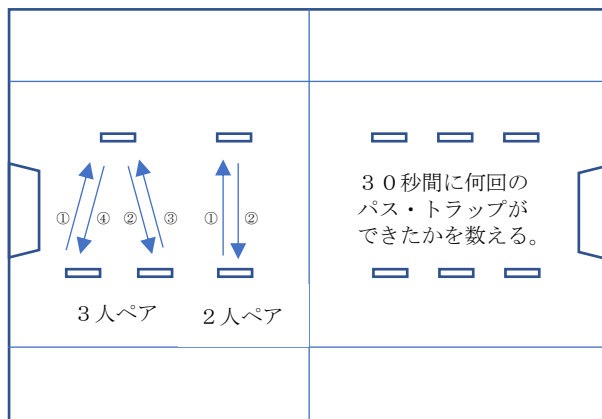 ① ④ ② ③ ① ②
３人ペア ２人ペア
３０秒間に何回の
パス・トラップが
できたかを数える。